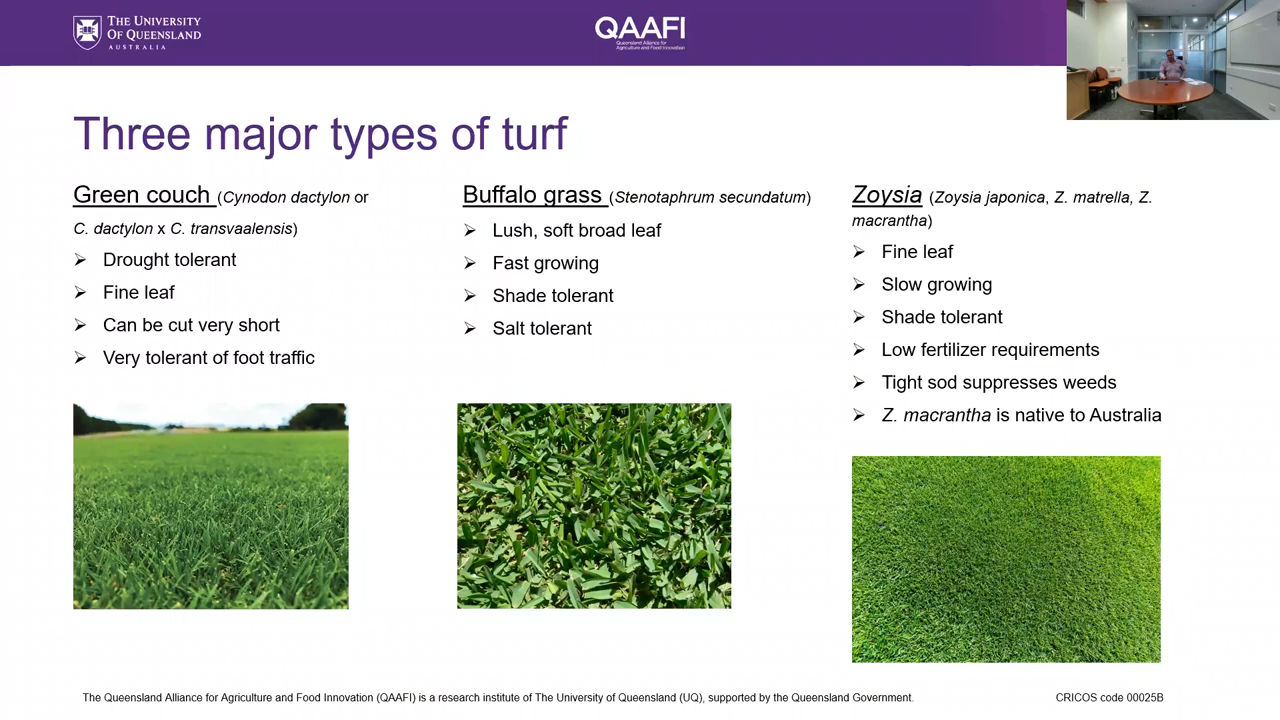 THE UNIVERSITY
OF QUEENSLAND
AUSTRALIA
QAAFI
Queensland Alliance for
Agriculture and Food Innovation
Three major types of turf
Green couch (Cynodon dactylon or
C. dactylon x C. transvaalensis)
Drought tolerant
Fine leaf
Can be cut very short
Very tolerant of foot traffic
Buffalo grass (Stenotaphrum secundatum)
Lush, soft broad leaf
Fast growing
Shade tolerant
Salt tolerant
Zoysia (Zoysia japonica, Z. matrella, Z.
macrantha)
Fine leaf
Slow growing
Shade tolerant
Low fertilizer requirements
Tight sod suppresses weeds
Z. macrantha is native to Australia
The Queensland Alliance for Agriculture and Food Innovation (QAAFI) is a research institute of The University of Queensland (UQ), supported by the Queensland Government.
CRICOS code 00025B